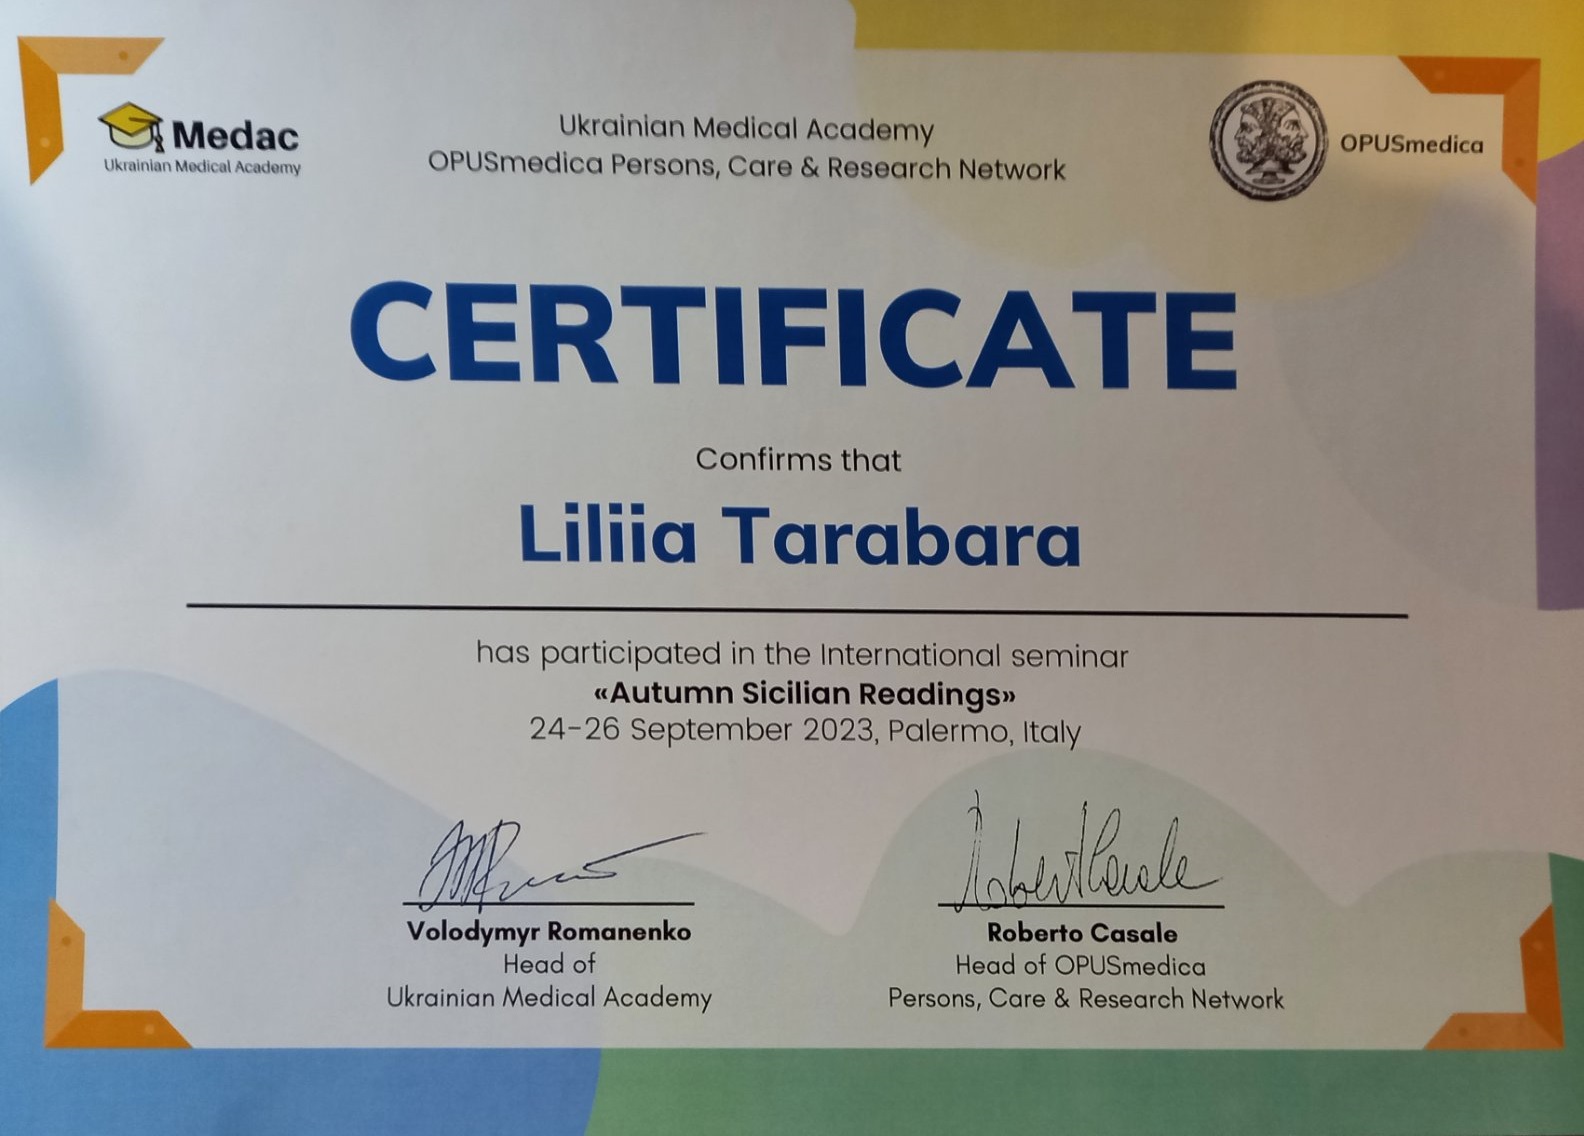 Medac
Ukrainian Medical Academy
Ukrainian Medical Academy
OPUSmedica Persons, Care & Research Network
OPUSmedica
CERTIFICATE
Confirms that
Liliia Tarabara
has participated in the International seminar
«Autumn Sicilian Readings»
24-26 September 2023, Palermo, Italy
Robert Casale
Volodymyr Romanenko
Head of
Ukrainian Medical Academy
Roberto Casale
Head of OPUSmedica
Persons, Care & Research Network